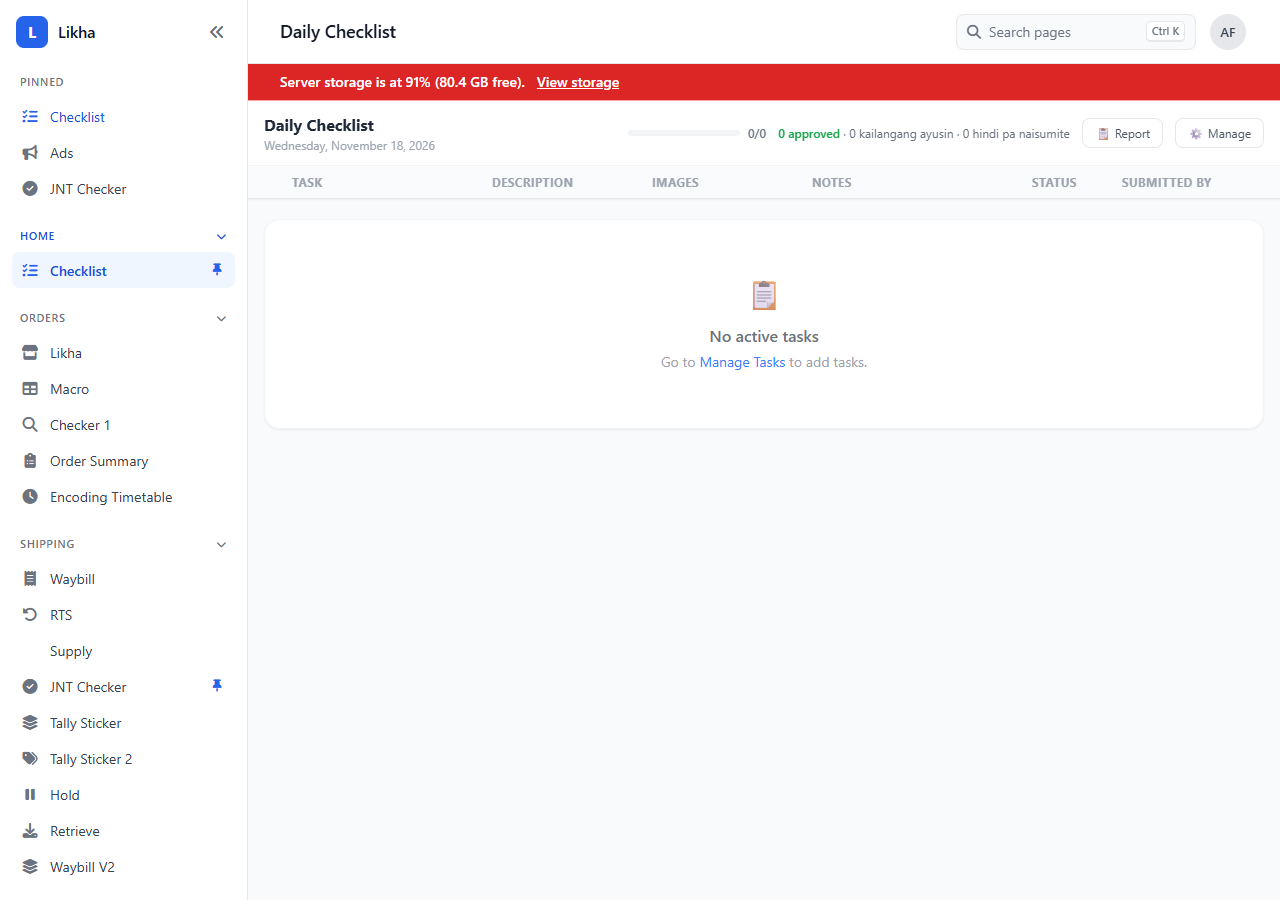 L Likha
Daily Checklist
Search pages Ctrl K
AF
PINNED
Checklist
Ads
JNT Checker
HOME
Checklist
ORDERS
Likha
Macro
Checker 1
Order Summary
Encoding Timetable
SHIPPING
Waybill
RTS
Supply
JNT Checker
Tally Sticker
Tally Sticker 2
Hold
Retrieve
Waybill V2
Server storage is at 91% (80.4 GB free). View storage
Daily Checklist
Wednesday, November 18, 2026
0/0 0 approved · 0 kailangang ayusin · 0 hindi pa naisumite
Report
Manage
TASK DESCRIPTION IMAGES NOTES STATUS SUBMITTED BY
No active tasks
Go to Manage Tasks to add tasks.